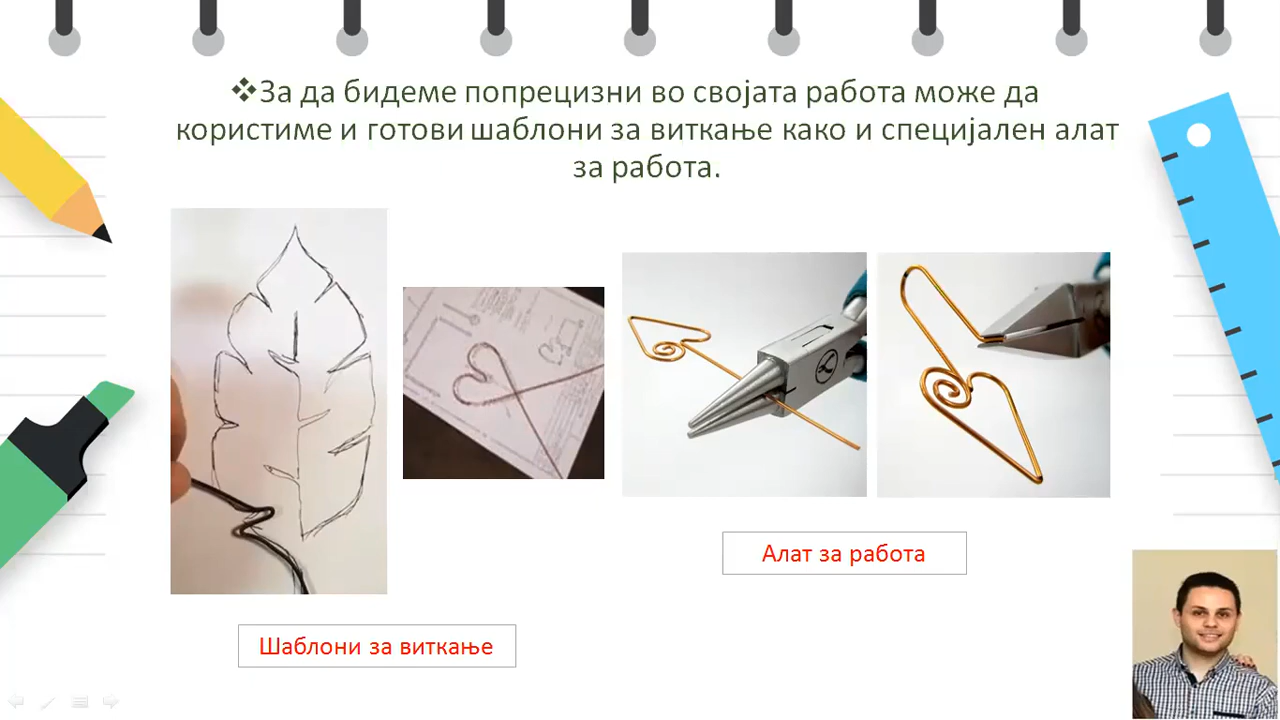 ❖За да бидеме попрецизни во својата работа може да
користиме и готови шаблони за виткање како и специјален алат
за работа.
Алат за работа
Шаблони за виткање